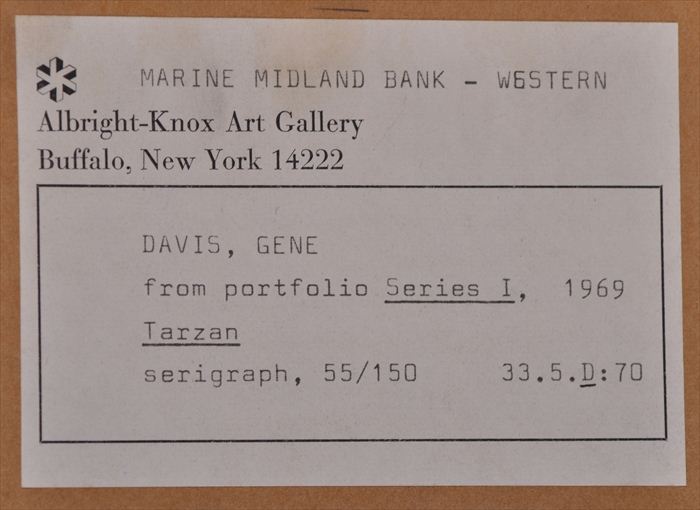 MARINE MIDLAND BANK - WESTERN
Albright-Knox Art Gallery
Buffalo, New York 14222
DAVIS, GENE
from portfolio Series I, 1969
Tarzan
serigraph, 55/150 33.5.D:70